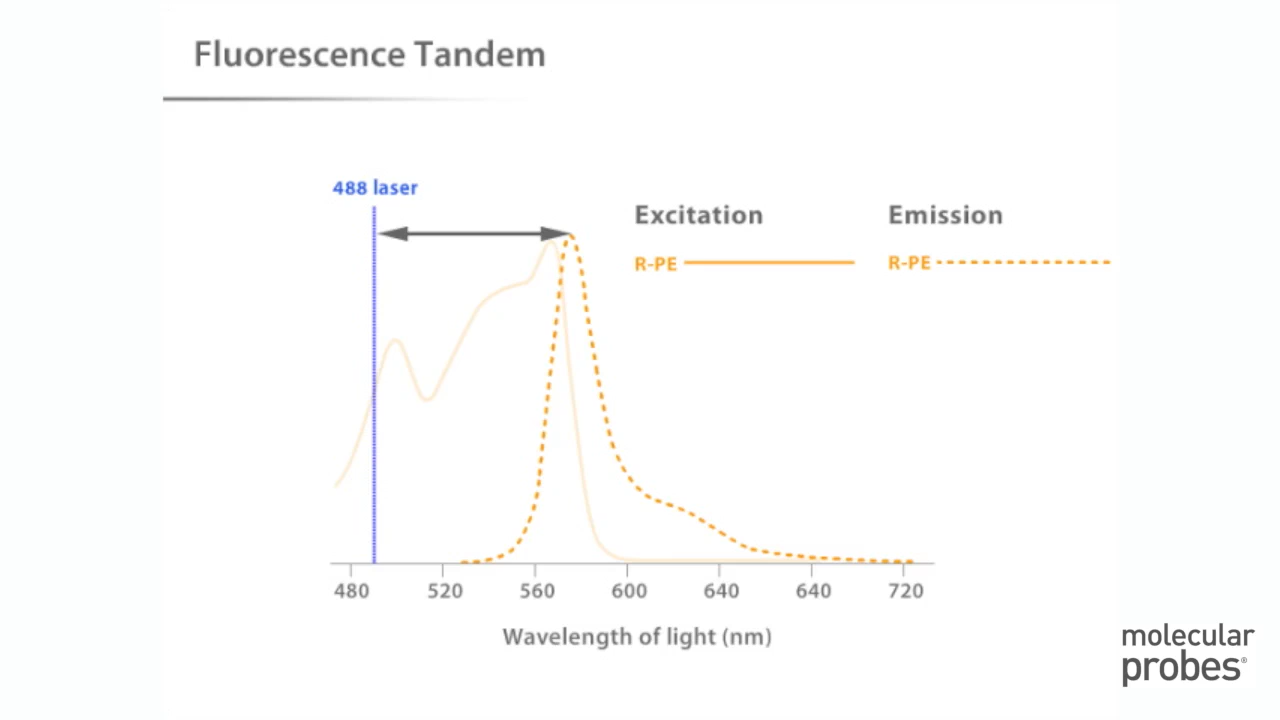 Fluorescence Tandem
488 laser
Excitation
Emission
R-PE
R-PE
480 520 560 600 640 640 720
Wavelength of light (nm)
molecular
probes®